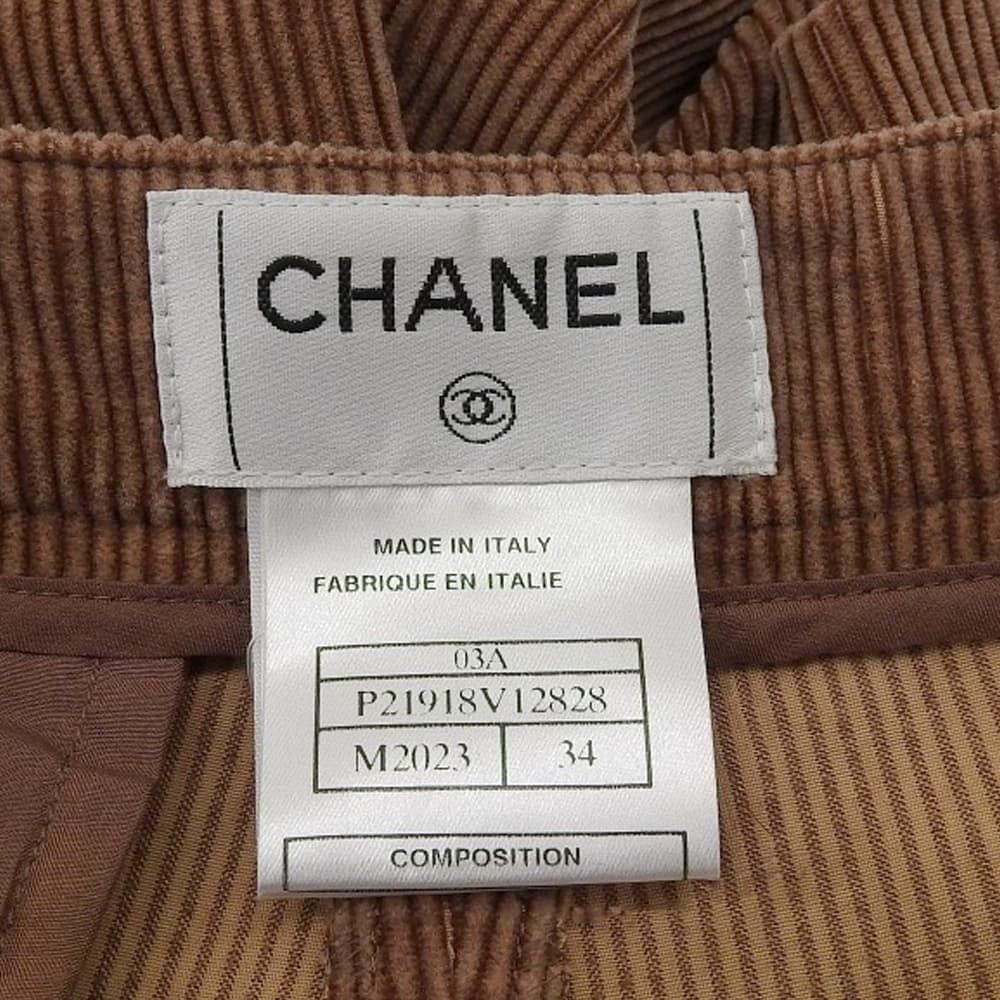 CHANEL
MADE IN ITALY
FABRIQUE EN ITALIE
03A
P21918V12828
M2023 34
COMPOSITION